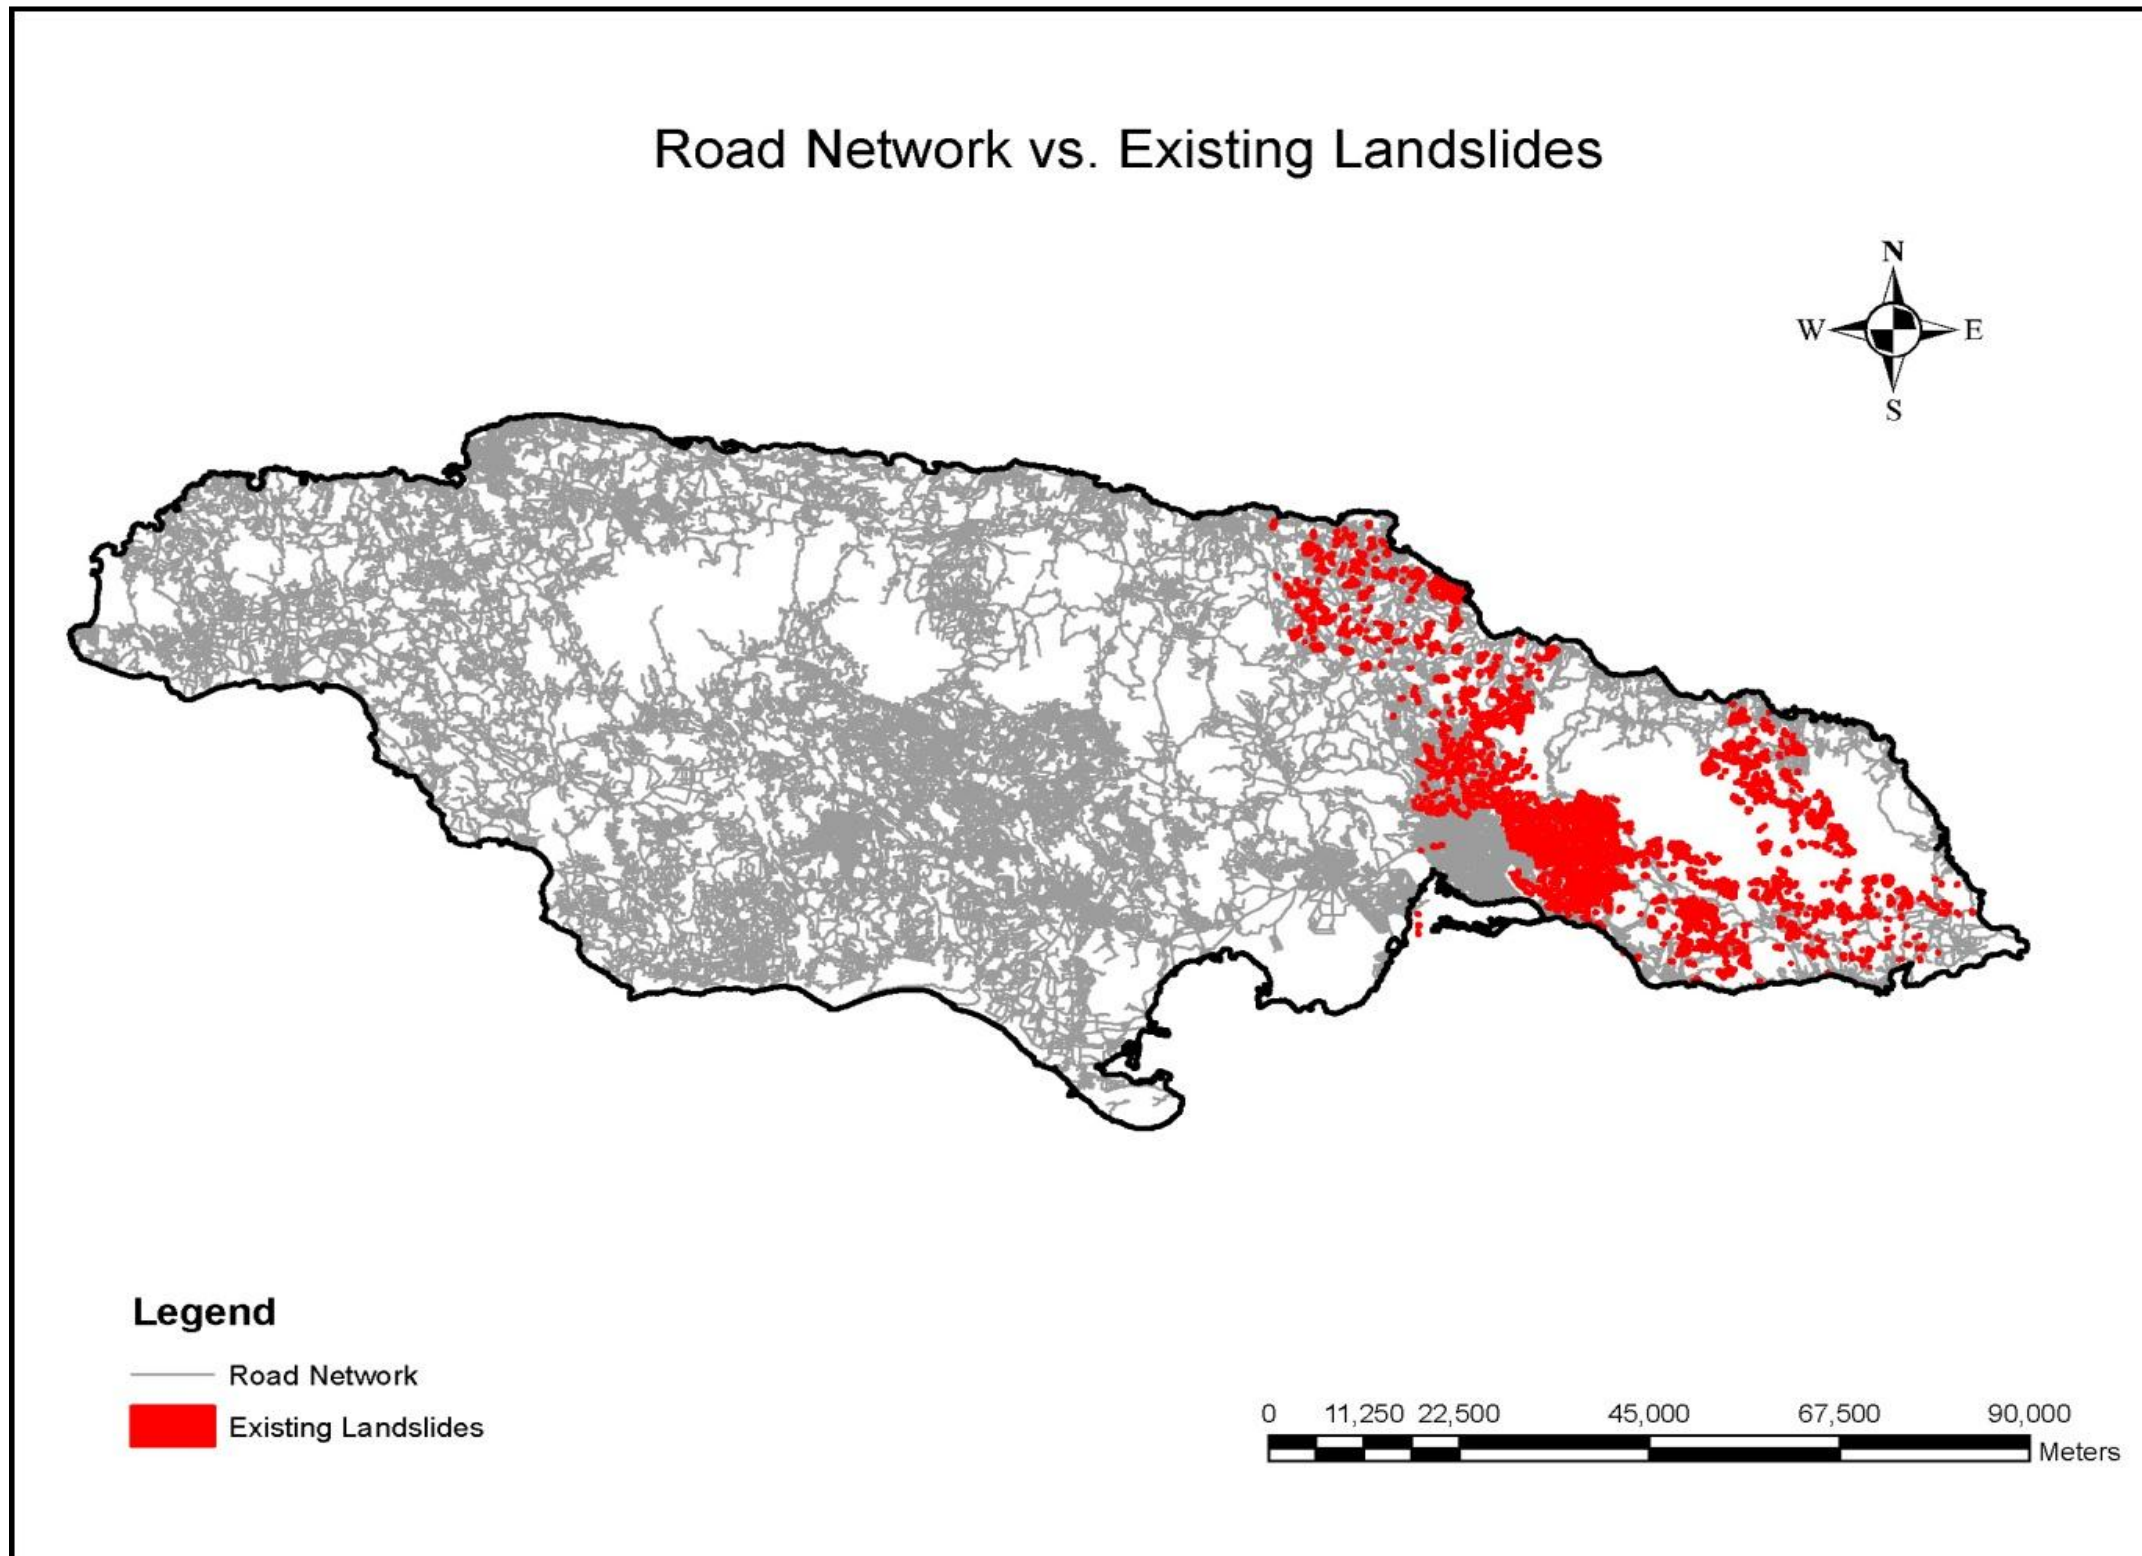 Road Network vs. Existing Landslides
N
W E
S
Legend
Road Network
Existing Landslides
0 11,250 22,500 45,000 67,500 90,000
Meters